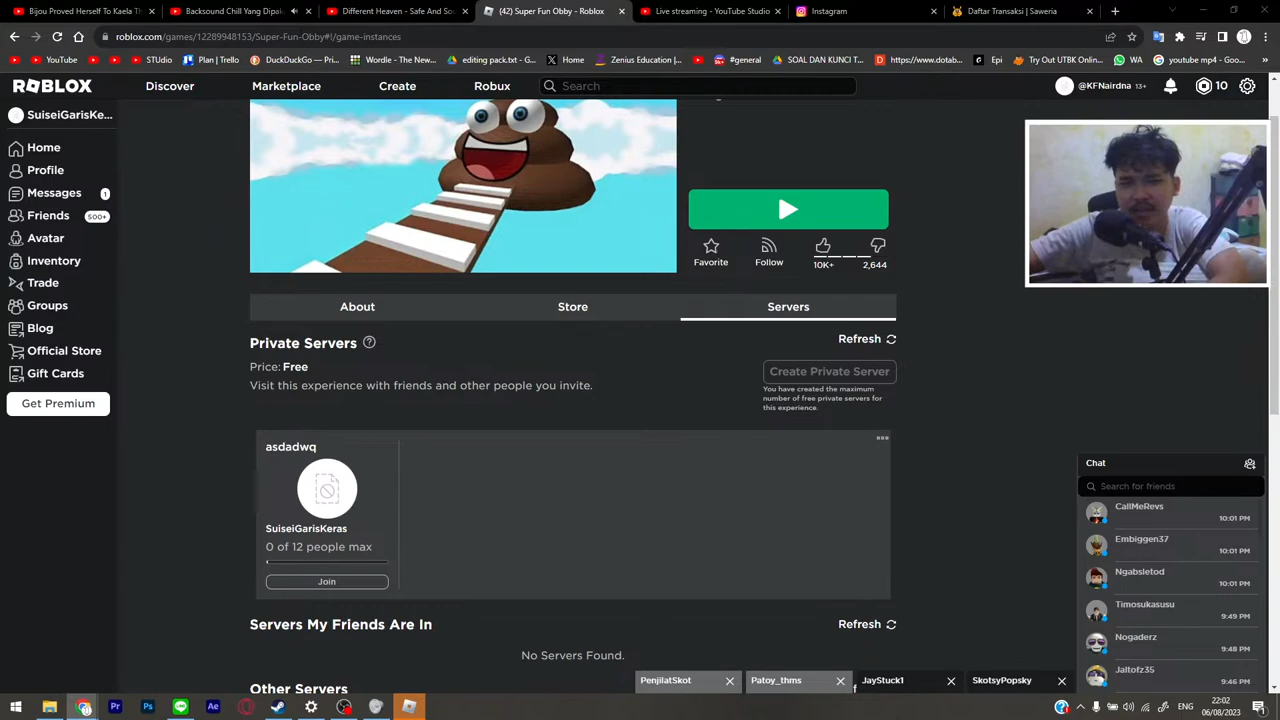 Bijou Proved Herself To Kaela Th
Backsound Chill Yang Dipak
Different Heaven - Safe And So
(42) Super Fun Obby - Roblox
Live streaming - YouTube Studio
Instagram
Daftar Transaksi | Saweria
roblox.com/games/12289948153/Super-Fun-Obby#!/game-instances
YouTube
STUdio
Plan | Trello
DuckDuckGo — Pri...
Wordle - The New...
editing pack.txt - G...
Home
Zenius Education |...
#general
SOAL DAN KUNCI T...
https://www.dotab...
Epi
Try Out UTBK Onlin...
WA
youtube mp4 - Goo...
ROBLOX
Discover
Marketplace
Create
Robux
Search
@KFNairdna 13+
10
SuiseiGarisKe...
Home
Profile
Messages
1
Friends
500+
Avatar
Inventory
Trade
Groups
Blog
Official Store
Gift Cards
Get Premium
Favorite
Follow
10K+
2,644
About
Store
Servers
Private Servers
Refresh
Price: Free
Visit this experience with friends and other people you invite.
Create Private Server
You have created the maximum
number of free private servers for
this experience.
asdadwq
SuiseiGarisKeras
0 of 12 people max
Join
Servers My Friends Are In
Refresh
No Servers Found.
Other Servers
Chat
Search for friends
CallMeRevs
10:01 PM
Embiggen37
10:01 PM
Ngabsletod
10:01 PM
Timosukasusu
9:49 PM
Nogaderz
9:48 PM
Jaltofz35
9:46 PM
PenjilatSkot
Patoy_thms
JayStuck1
SkotsyPopsky
ENG
22:02
06/08/2023